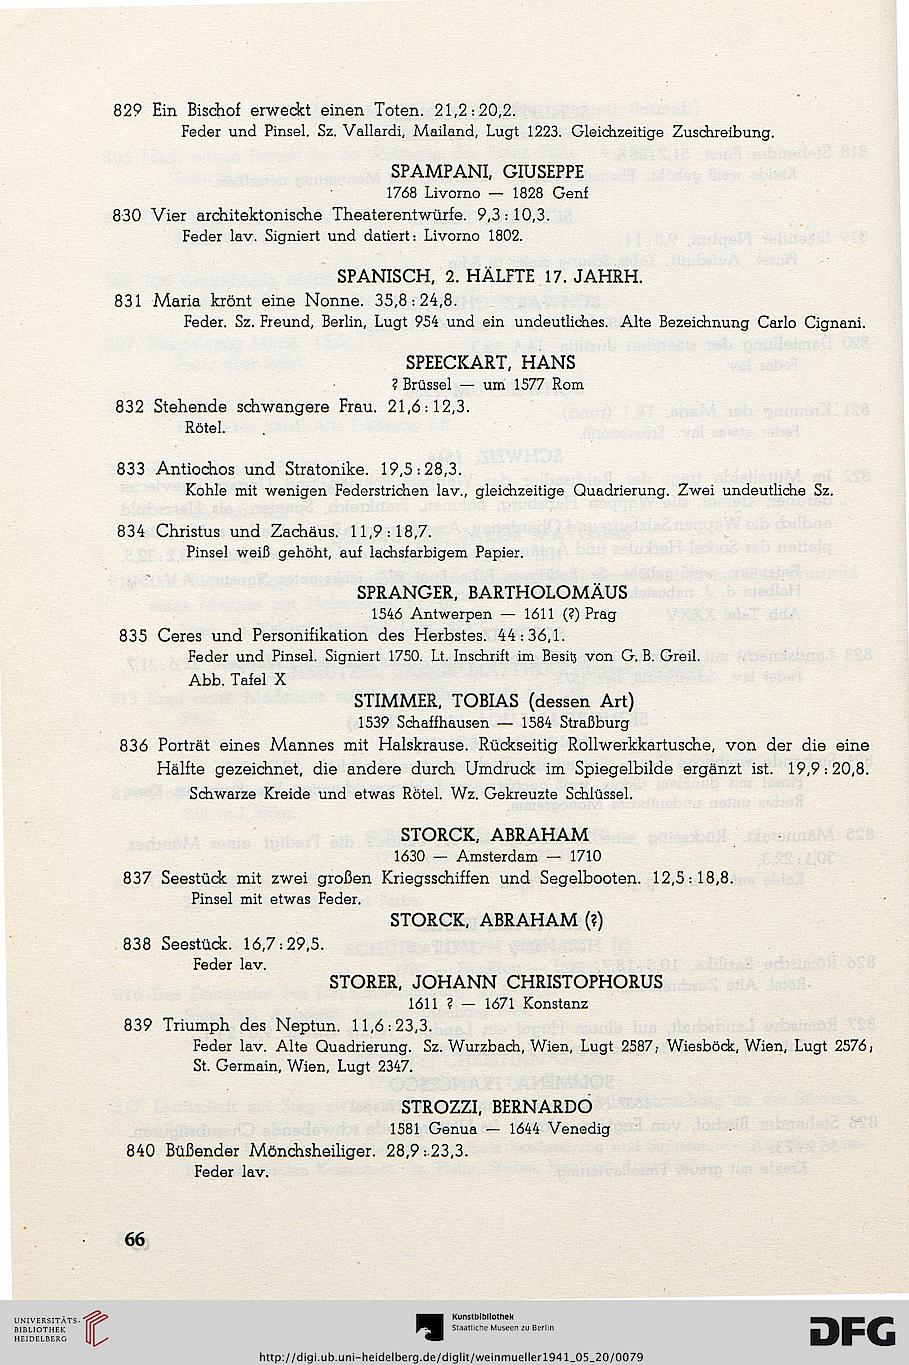 829 Ein Bischof erweckt einen Toten. 21,2 : 20,2.
Feder und Pinsel. Sz. Vallardi, Mailand, Lugt 1223. Gleichzeitige Zuschreibung.
SPAMPANI, GIUSEPPE
1768 Livorno — 1828 Genf
830 Vier architektonische Theaterentwürfe. 9,3 : 10,3.
Feder lav. Signiert und datiert: Livorno 1802.
SPANISCH, 2. HÄLFTE 17. JAHRH.
831 Maria krönt eine Nonne. 35,8 : 24,8.
Feder. Sz. Freund, Berlin, Lugt 954 und ein undeutliches. Alte Bezeichnung Carlo Cignani.
SPEECKART, HANS
? Brüssel — um 1577 Rom
832 Stehende schwangere Frau. 21,6 : 12,3.
Rötel.
833 Antiochos und Stratonike. 19,5 : 28,3.
Kohle mit wenigen Federstrichen lav., gleichzeitige Quadrierung. Zwei undeutliche Sz.
834 Christus und Zachäus. 11,9 : 18,7.
Pinsel weiß gehöht, auf lachsfarbigem Papier.
SPRANGER, BARTHOLOMÄUS
1546 Antwerpen — 1611 (?) Prag
835 Ceres und Personifikation des Herbstes. 44 : 36,1.
Feder und Pinsel. Signiert 1750. Lt. Inschrift im Besitz von G. B. Greil.
Abb. Tafel X
STIMMER, TOBIAS (dessen Art)
1539 Schaffhausen — 1584 Straßburg
836 Porträt eines Mannes mit Halskrause. Rückseitig Rollwerkkartusche, von der die eine
Hälfte gezeichnet, die andere durch Umdruck im Spiegelbilde ergänzt ist. 19,9 : 20,8.
Schwarze Kreide und etwas Rötel. Wz. Gekreuzte Schlüssel.
STORCK, ABRAHAM
1630 — Amsterdam — 1710
837 Seestück mit zwei großen Kriegsschiffen und Segelbooten. 12,5 : 18,8.
Pinsel mit etwas Feder.
STORCK, ABRAHAM (?)
838 Seestück. 16,7 : 29,5.
Feder lav.
STORER, JOHANN CHRISTOPHORUS
1611 ? — 1671 Konstanz
839 Triumph des Neptun. 11,6 : 23,3.
Feder lav. Alte Quadrierung. Sz. Wurzbach, Wien, Lugt 2587; Wiesböck, Wien, Lugt 2576;
St. Germain, Wien, Lugt 2347.
STROZZI, BERNARDO
1581 Genua — 1644 Venedig
840 Büßender Mönchsheiliger. 28,9 : 23,3.
Feder lav.
66
UNIVERSITÄTS-
BIBLIOTHEK
HEIDELBERG
Kunstbibliothek
Staatliche Museen zu Berlin
DFG
http://digi.ub.uni-heidelberg.de/diglit/weinmueller1941_05_20/0079